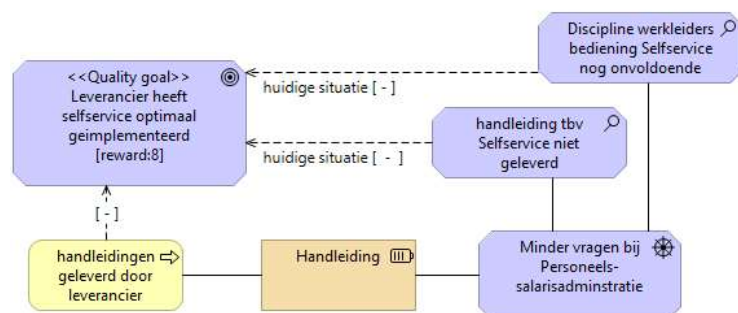 Discipline werkleiders
bediening Selfservice
nog onvoldoende
<<Quality goal>>
Leverancier heeft
selfservice optimaal
geimplementeerd
[reward:8]
huidige situatie [ - ]
handleiding tbv
Selfservice niet
geleverd
huidige situatie [ - ]
[ - ]
handleidingen
geleverd door
leverancier
Handleiding
Minder vragen bij
Personeels-
salarisadminstratie